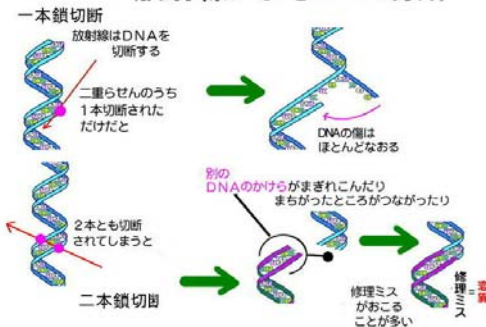 一本鎖切断
放射線はDNAを
切断する
二重らせんのうち
1本切断された
だけだと
DNAの傷は
ほとんどなおる
別の
DNAのかけらがまぎれこんだり
まちがったところがつながったり
2本とも切断
されてしまうと
二本鎖切断
修理ミス
がおこる
ことが多い
修理ミス
=
変異